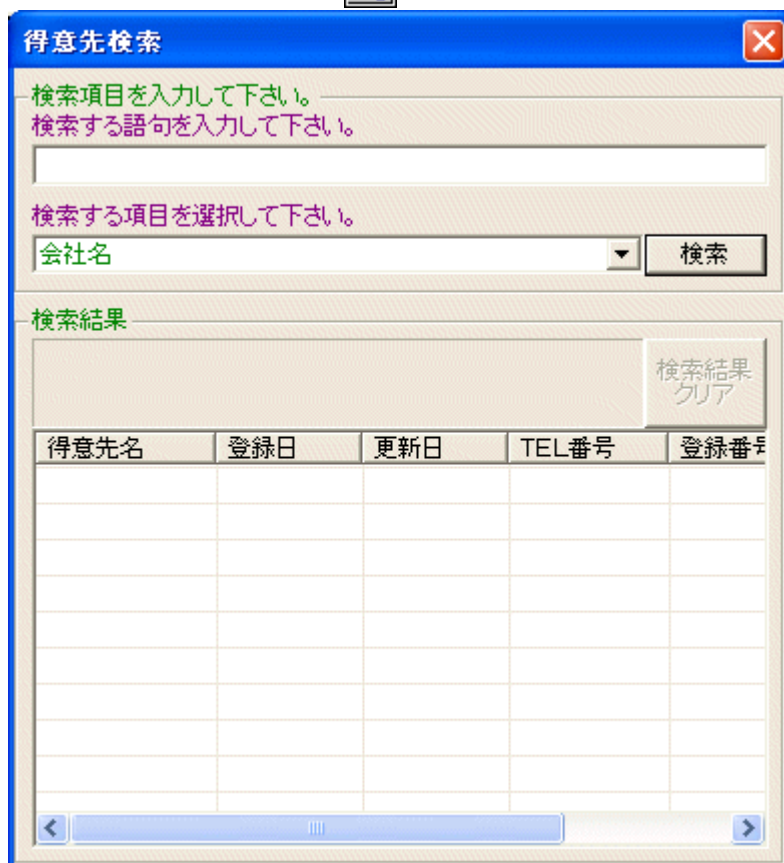 得意先検索
検索項目を入力して下さい。
検索する語句を入力して下さい。
検索する項目を選択して下さい。
会社名
検索
検索結果
検索結果
クリア
得意先名 登録日 更新日 TEL番号 登録番号